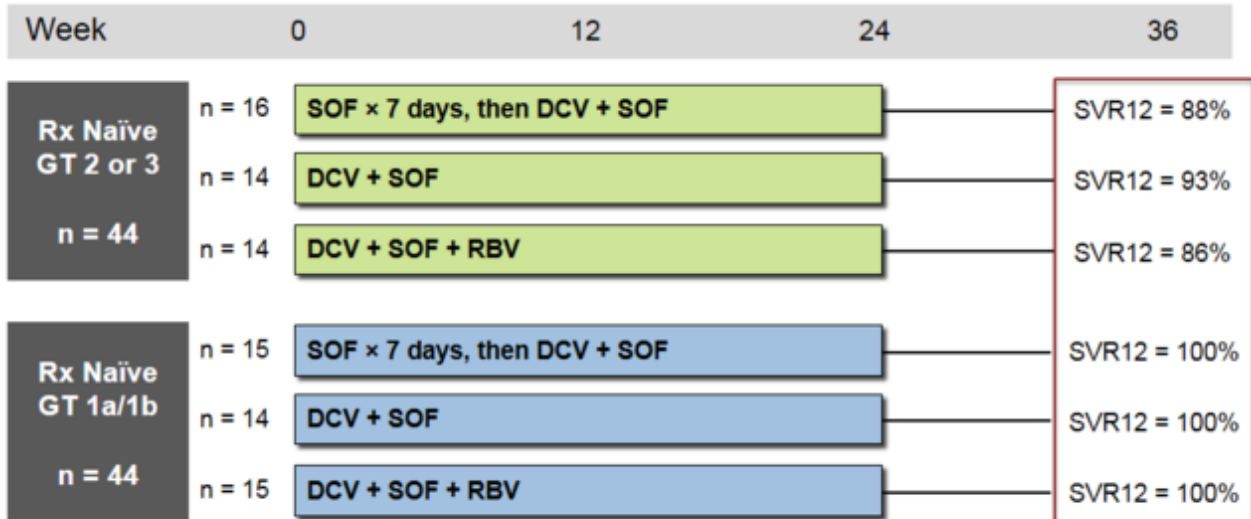 Week 0 12 24 36
Rx Naïve
GT 2 or 3
n = 44
n = 16 SOF × 7 days, then DCV + SOF SVR12 = 88%
n = 14 DCV + SOF SVR12 = 93%
n = 14 DCV + SOF + RBV SVR12 = 86%
Rx Naïve
GT 1a/1b
n = 44
n = 15 SOF × 7 days, then DCV + SOF SVR12 = 100%
n = 14 DCV + SOF SVR12 = 100%
n = 15 DCV + SOF + RBV SVR12 = 100%